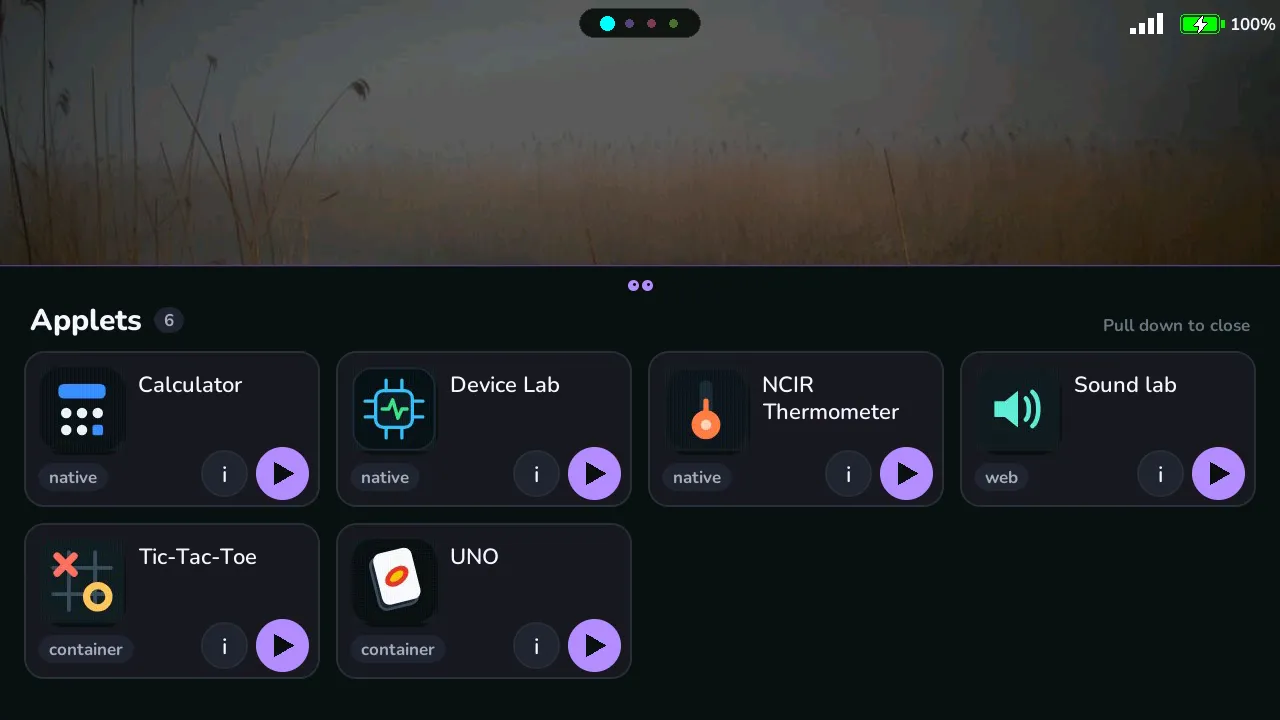 100%
Applets 6
Pull down to close
Calculator
native
i
Device Lab
native
i
NCIR
Thermometer
native
i
Sound lab
web
i
Tic-Tac-Toe
container
i
UNO
container
i